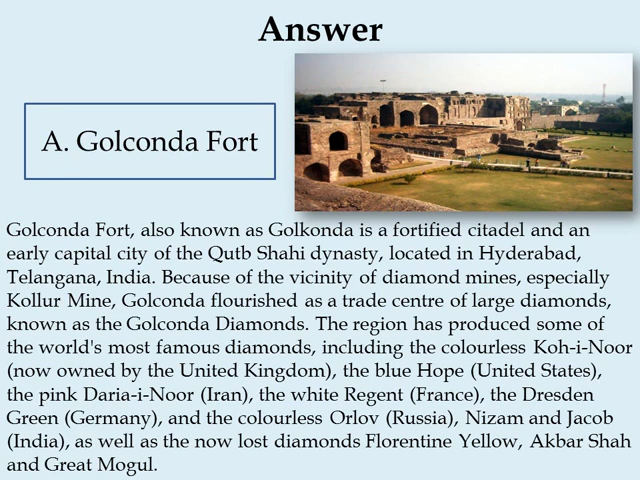 Answer
A. Golconda Fort
Golconda Fort, also known as Golkonda is a fortified citadel and an
early capital city of the Qutb Shahi dynasty, located in Hyderabad,
Telangana, India. Because of the vicinity of diamond mines, especially
Kollur Mine, Golconda flourished as a trade centre of large diamonds,
known as the Golconda Diamonds. The region has produced some of
the world's most famous diamonds, including the colourless Koh-i-Noor
(now owned by the United Kingdom), the blue Hope (United States),
the pink Daria-i-Noor (Iran), the white Regent (France), the Dresden
Green (Germany), and the colourless Orlov (Russia), Nizam and Jacob
(India), as well as the now lost diamonds Florentine Yellow, Akbar Shah
and Great Mogul.